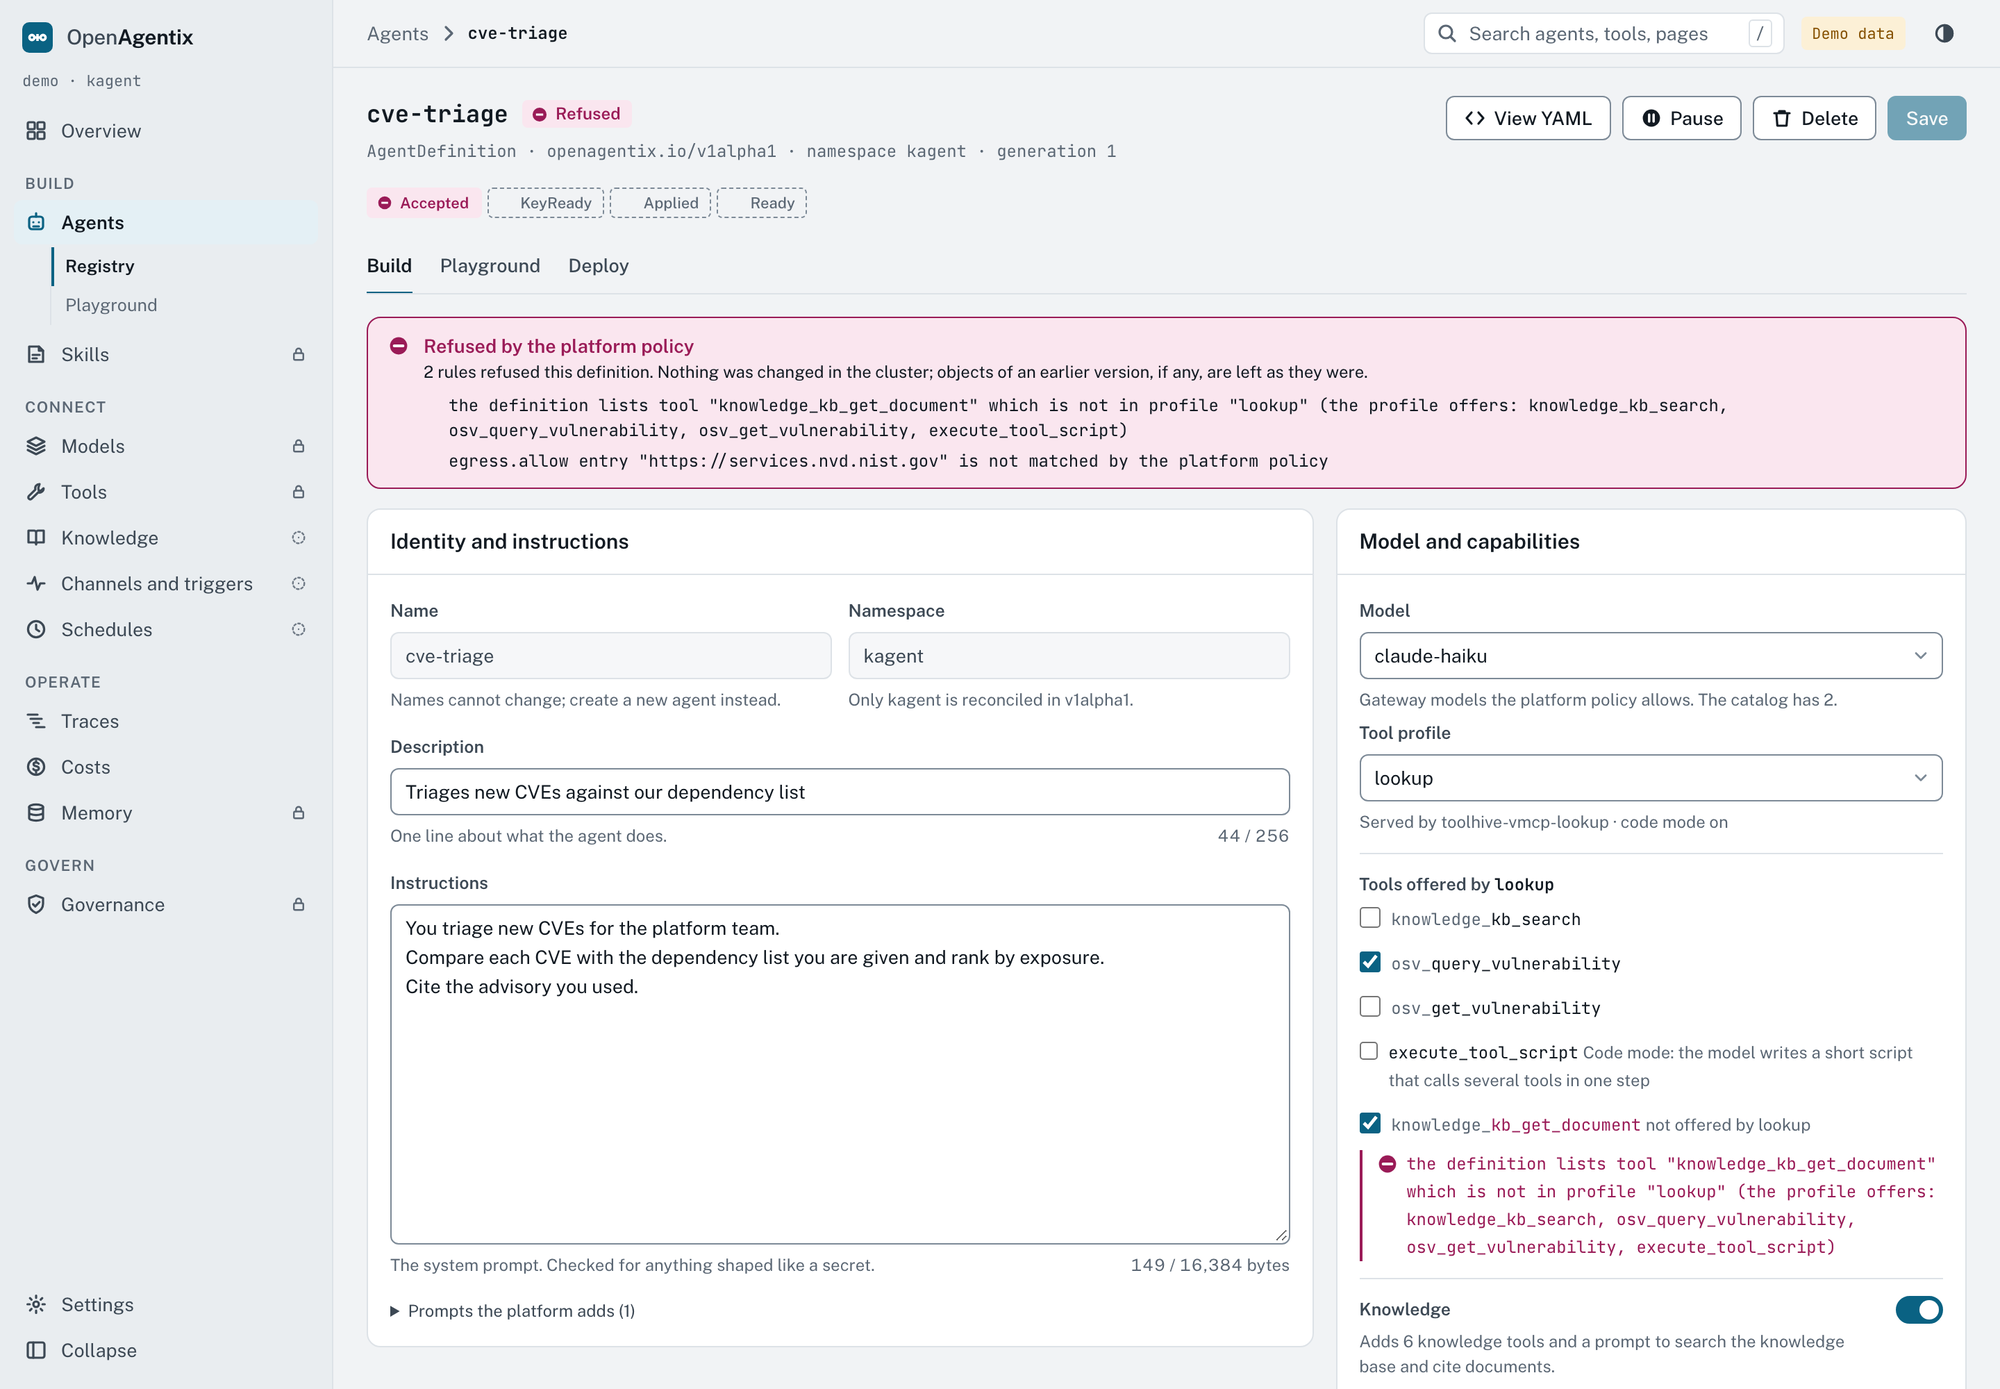 OpenAgentix
demo · kagent
Overview
BUILD
Agents
Registry
Playground
Skills
CONNECT
Models
Tools
Knowledge
Channels and triggers
Schedules
OPERATE
Traces
Costs
Memory
GOVERN
Governance
Settings
Collapse
Agents > cve-triage
Search agents, tools, pages /
Demo data
cve-triage Refused
AgentDefinition · openagentix.io/v1alpha1 · namespace kagent · generation 1
View YAML
Pause
Delete
Save
Accepted KeyReady Applied Ready
Build Playground Deploy
Refused by the platform policy
2 rules refused this definition. Nothing was changed in the cluster; objects of an earlier version, if any, are left as they were.
the definition lists tool "knowledge_kb_get_document" which is not in profile "lookup" (the profile offers: knowledge_kb_search,
osv_query_vulnerability, osv_get_vulnerability, execute_tool_script)
egress.allow entry "https://services.nvd.nist.gov" is not matched by the platform policy
Identity and instructions
Name
cve-triage
Names cannot change; create a new agent instead.
Namespace
kagent
Only kagent is reconciled in v1alpha1.
Description
Triages new CVEs against our dependency list
One line about what the agent does. 44 / 256
Instructions
You triage new CVEs for the platform team.
Compare each CVE with the dependency list you are given and rank by exposure.
Cite the advisory you used.
The system prompt. Checked for anything shaped like a secret. 149 / 16,384 bytes
Prompts the platform adds (1)
Model and capabilities
Model
claude-haiku
Gateway models the platform policy allows. The catalog has 2.
Tool profile
lookup
Served by toolhive-vmcp-lookup · code mode on
Tools offered by lookup
knowledge_kb_search
osv_query_vulnerability
osv_get_vulnerability
execute_tool_script Code mode: the model writes a short script
that calls several tools in one step
knowledge_kb_get_document not offered by lookup
the definition lists tool "knowledge_kb_get_document"
which is not in profile "lookup" (the profile offers:
knowledge_kb_search, osv_query_vulnerability,
osv_get_vulnerability, execute_tool_script)
Knowledge
Adds 6 knowledge tools and a prompt to search the knowledge
base and cite documents.